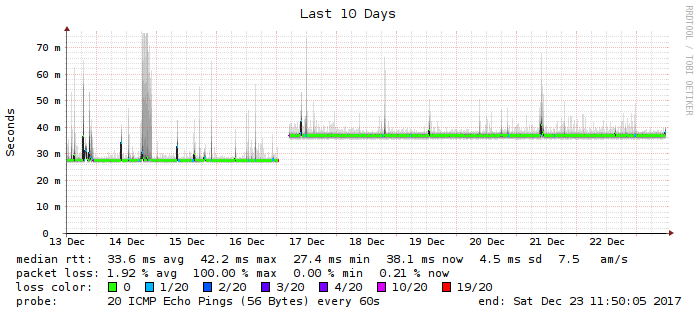 Last 10 Days
RRDTOOL / TOBI OETIKER
Seconds
70 m
60 m
50 m
40 m
30 m
20 m
10 m
0
13 Dec 14 Dec 15 Dec 16 Dec 17 Dec 18 Dec 19 Dec 20 Dec 21 Dec 22 Dec
median rtt: 33.6 ms avg 42.2 ms max 27.4 ms min 38.1 ms now 4.5 ms sd 7.5 am/s
packet loss: 1.92 % avg 100.00 % max 0.00 % min 0.21 % now
loss color: 0 1/20 2/20 3/20 4/20 10/20 19/20
probe: 20 ICMP Echo Pings (56 Bytes) every 60s end: Sat Dec 23 11:50:05 2017